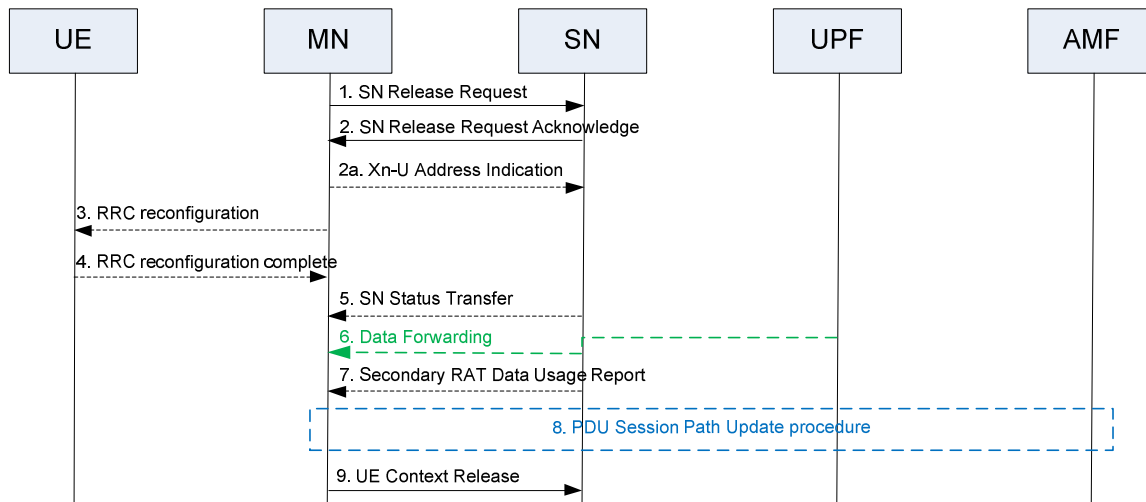 UE
MN
SN
UPF
AMF
1. SN Release Request
2. SN Release Request Acknowledge
2a. Xn-U Address Indication
3. RRC reconfiguration
4. RRC reconfiguration complete
5. SN Status Transfer
6. Data Forwarding
7. Secondary RAT Data Usage Report
8. PDU Session Path Update procedure
9. UE Context Release